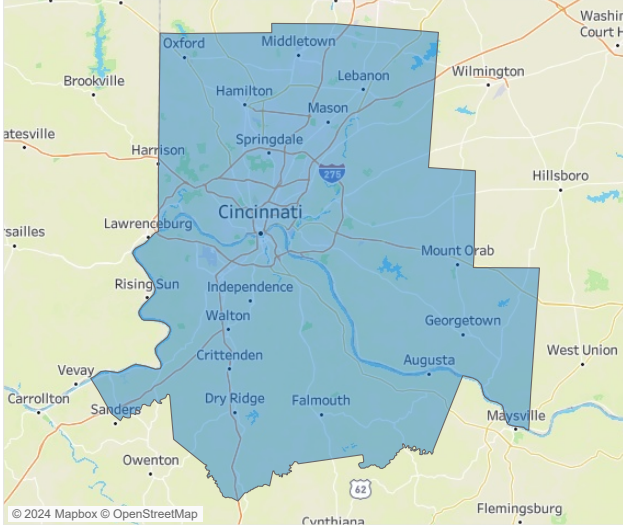 Washin
Court H
Oxford
Middletown
Brookville
Lebanon
Wilmington
Hamilton
Mason
atesville
Springdale
Harrison
275
Hillsboro
Cincinnati
Lawrenceburg
rsailles
Mount Orab
Rising Sun
Independence
Walton
Georgetown
West Union
Crittenden
Augusta
Vevay
Carrollton
Sanders
Dry Ridge
Falmouth
Maysville
Owenton
62
Flemingsburg
© 2024 Mapbox © OpenStreetMap
Cynthiana